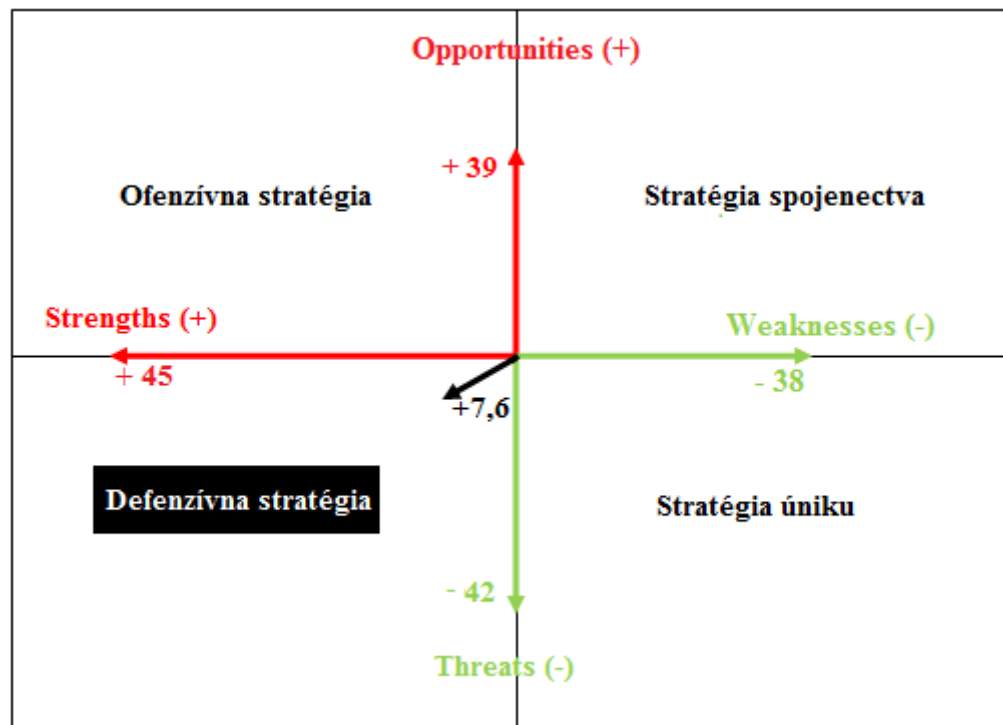 Opportunities (+)
+ 39
Ofenzívna stratégia
Stratégia spojenectva
Strengths (+)
Weaknesses (-)
+ 45
- 38
+7,6
Defenzívna stratégia
Stratégia úniku
- 42
Threats (-)